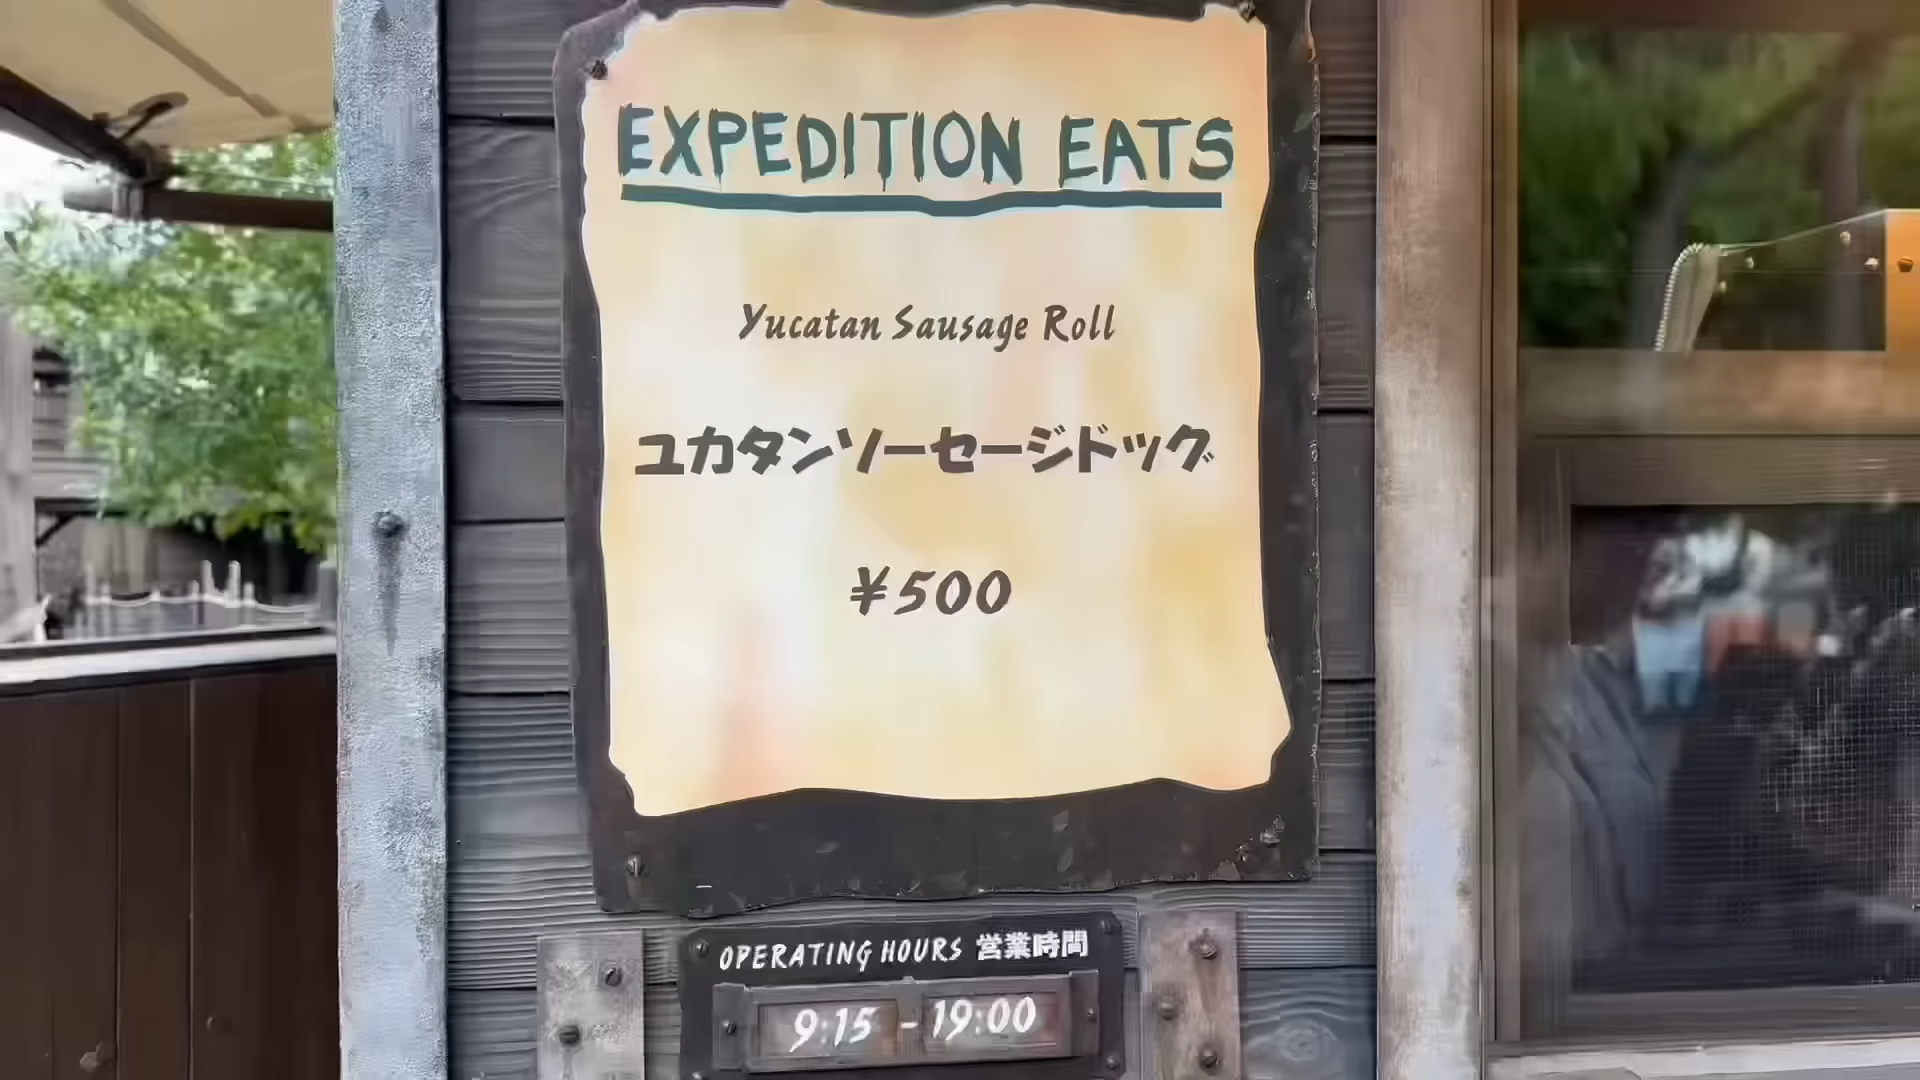 EXPEDITION EATS
Yucatan Sausage Roll
ユカタンソーセージドッグ
¥500
OPERATING HOURS 営業時間
9:15 - 19:00